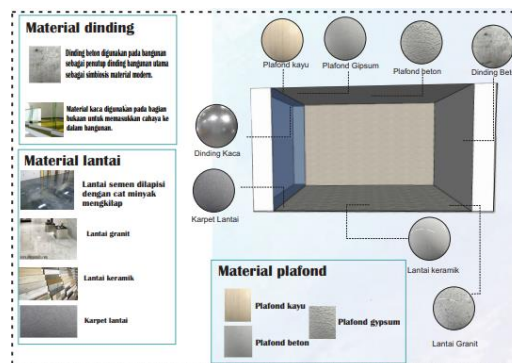 Material dinding
Dinding beton digunakan pada bangunan
sebagai penutup dinding bangunan utama
sebagai simbiosis material modern.
Material kaca digunakan pada bagian
bukaan untuk memasukkan cahaya ke
dalam bangunan.
Material lantai
Lantai semen dilapisi
dengan cat minyak
mengkilap
Lantai granit
Lantai keramik
Karpet lantai
Plafond kayu
Plafond Gipsum
Plafond beton
Dinding Bet
Dinding Kaca
Karpet Lantai
Lantai keramik
Lantai Granit
Material plafond
Plafond kayu
Plafond gypsum
Plafond beton